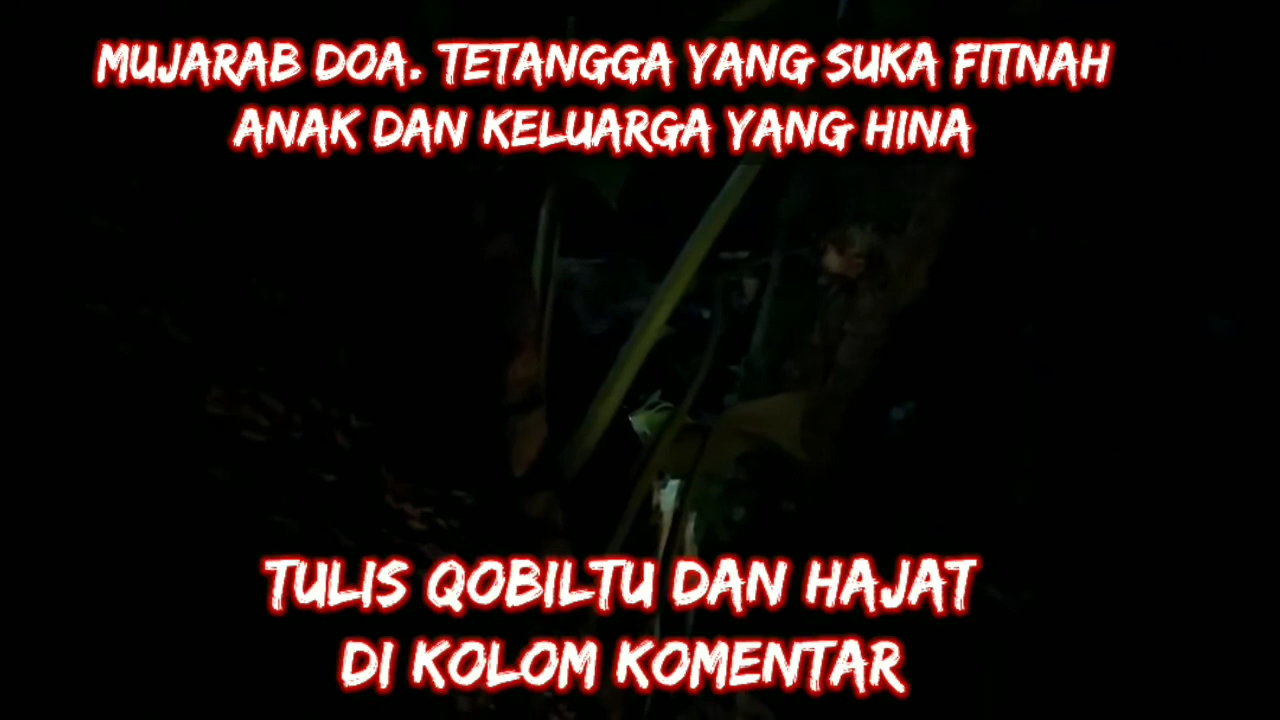 MUJARAB DOA. TETANGGA YANG SUKA FITNAH
ANAK DAN KELUARGA YANG HINA
TULIS QOBILTU DAN HAJAT
DI KOLOM KOMENTAR